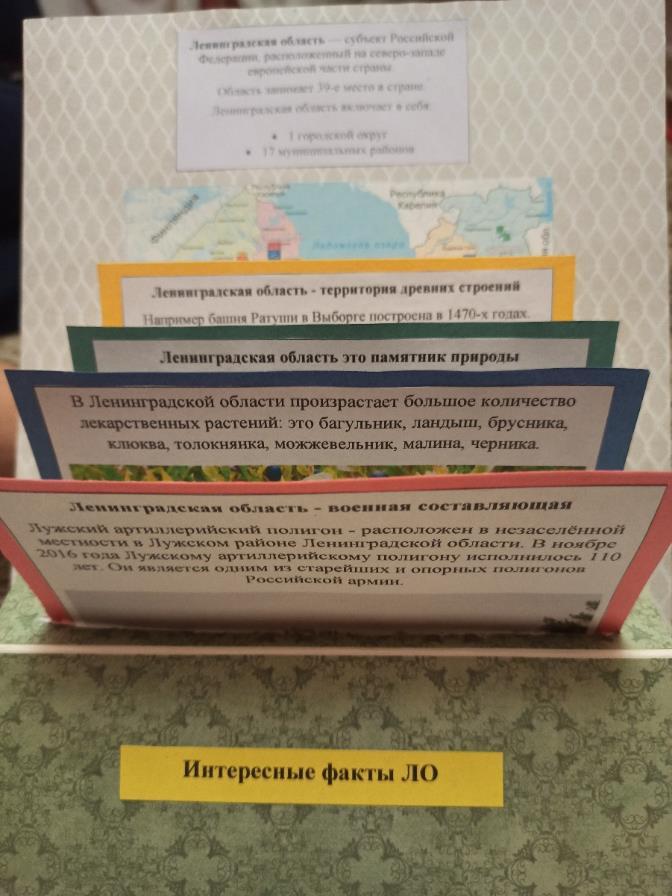 Ленинградская область — субъект Российской
Федерации, расположенный на северо-западе
европейской части страны.
Область занимает 39-е место в стране.
Ленинградская область включает в себя:
• 1 городской округ
• 17 муниципальных районов
Финляндия
Республика
Карелия
Республика
Карелия
Ладожское озеро
Ленинградская область - территория древних строений
Например башня Ратуши в Выборге построена в 1470-х годах.
Ленинградская область это памятник природы
В Ленинградской области произрастает большое количество
лекарственных растений: это багульник, ландыш, брусника,
клюква, толокнянка, можжевельник, малина, черника.
Ленинградская область - военная составляющая
Лужский артиллерийский полигон - расположен в незаселённой
местности в Лужском районе Ленинградской области. В ноябре
2016 года Лужскому артиллерийскому полигону исполнилось 110
лет. Он является одним из старейших и опорных полигонов
Российской армии.
Интересные факты ЛО